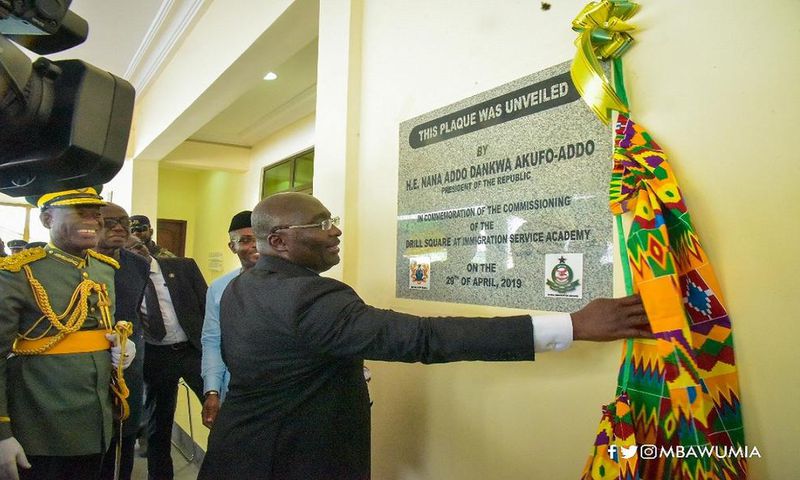 THIS PLAQUE WAS UNVEILED
BY
H.E. NANA ADDO DANKWA AKUFO-ADDO
PRESIDENT OF THE REPUBLIC
IN COMMEMORATION OF THE COMMISSIONING
OF THE
DRILL SQUARE AT IMMIGRATION SERVICE ACADEMY
ON THE
29TH OF APRIL, 2019
MBAWUMIA